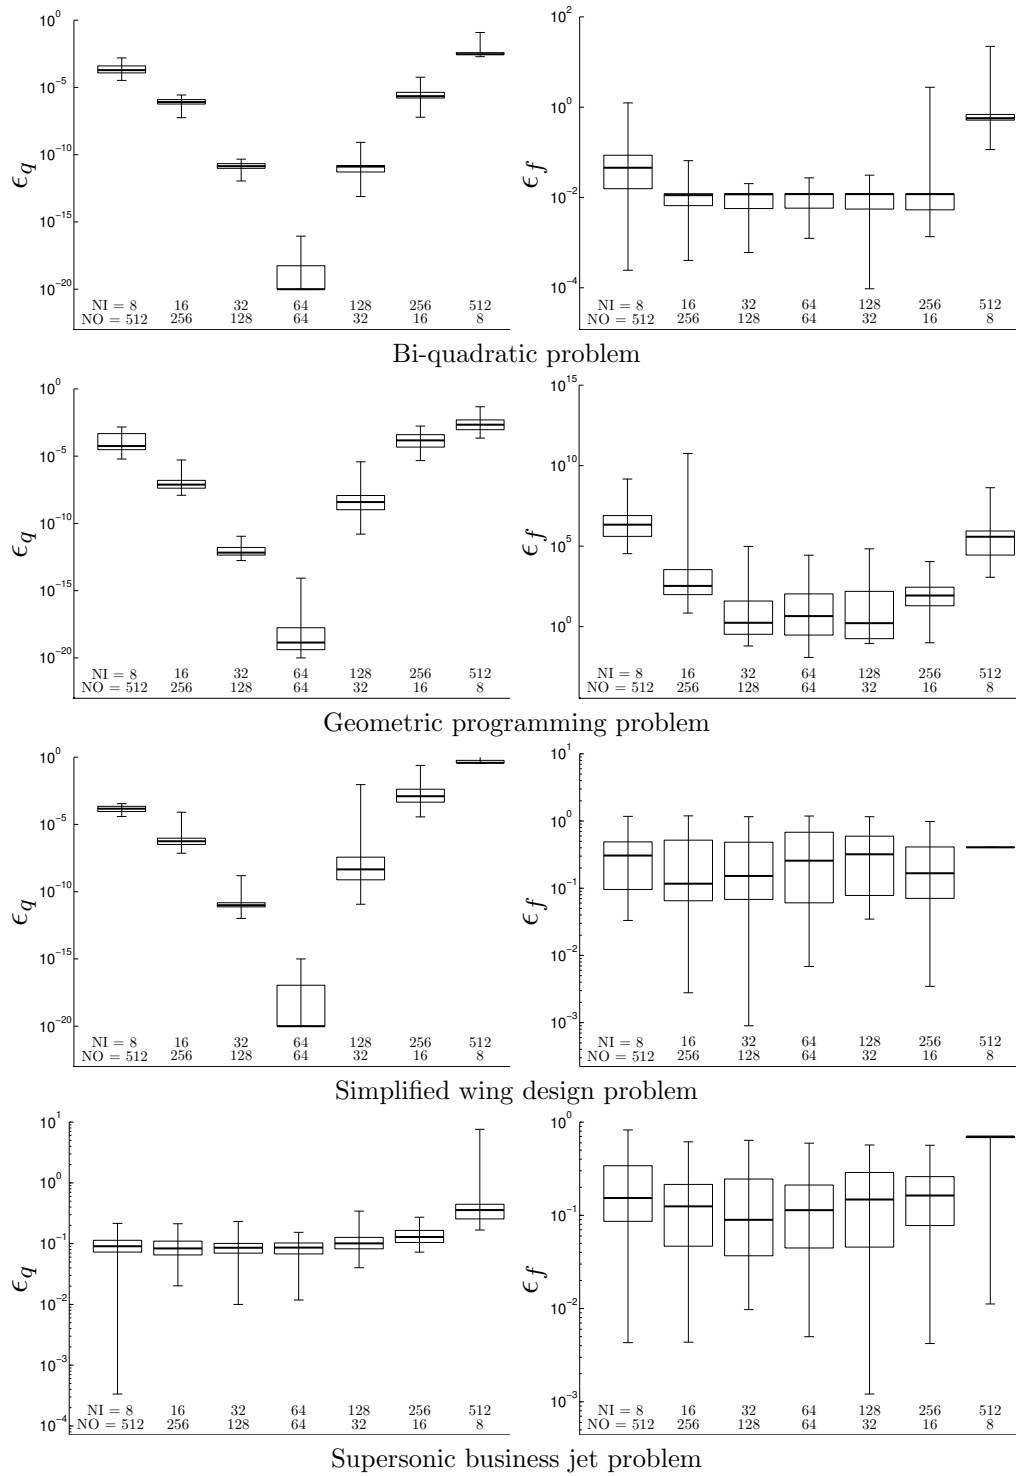 10^0
10^-5
10^-10
10^-15
10^-20
ϵ_q
NI = 8 16 32 64 128 256 512
NO = 512 256 128 64 32 16 8
10^2
10^0
10^-2
10^-4
ϵ_f
NI = 8 16 32 64 128 256 512
NO = 512 256 128 64 32 16 8
Bi-quadratic problem
10^0
10^-5
10^-10
10^-15
10^-20
ϵ_q
NI = 8 16 32 64 128 256 512
NO = 512 256 128 64 32 16 8
10^15
10^10
10^5
10^0
ϵ_f
NI = 8 16 32 64 128 256 512
NO = 512 256 128 64 32 16 8
Geometric programming problem
10^0
10^-5
10^-10
10^-15
10^-20
ϵ_q
NI = 8 16 32 64 128 256 512
NO = 512 256 128 64 32 16 8
10^1
10^0
10^-1
10^-2
10^-3
ϵ_f
NI = 8 16 32 64 128 256 512
NO = 512 256 128 64 32 16 8
Simplified wing design problem
10^1
10^0
10^-1
10^-2
10^-3
10^-4
ϵ_q
NI = 8 16 32 64 128 256 512
NO = 512 256 128 64 32 16 8
10^0
10^-1
10^-2
10^-3
ϵ_f
NI = 8 16 32 64 128 256 512
NO = 512 256 128 64 32 16 8
Supersonic business jet problem